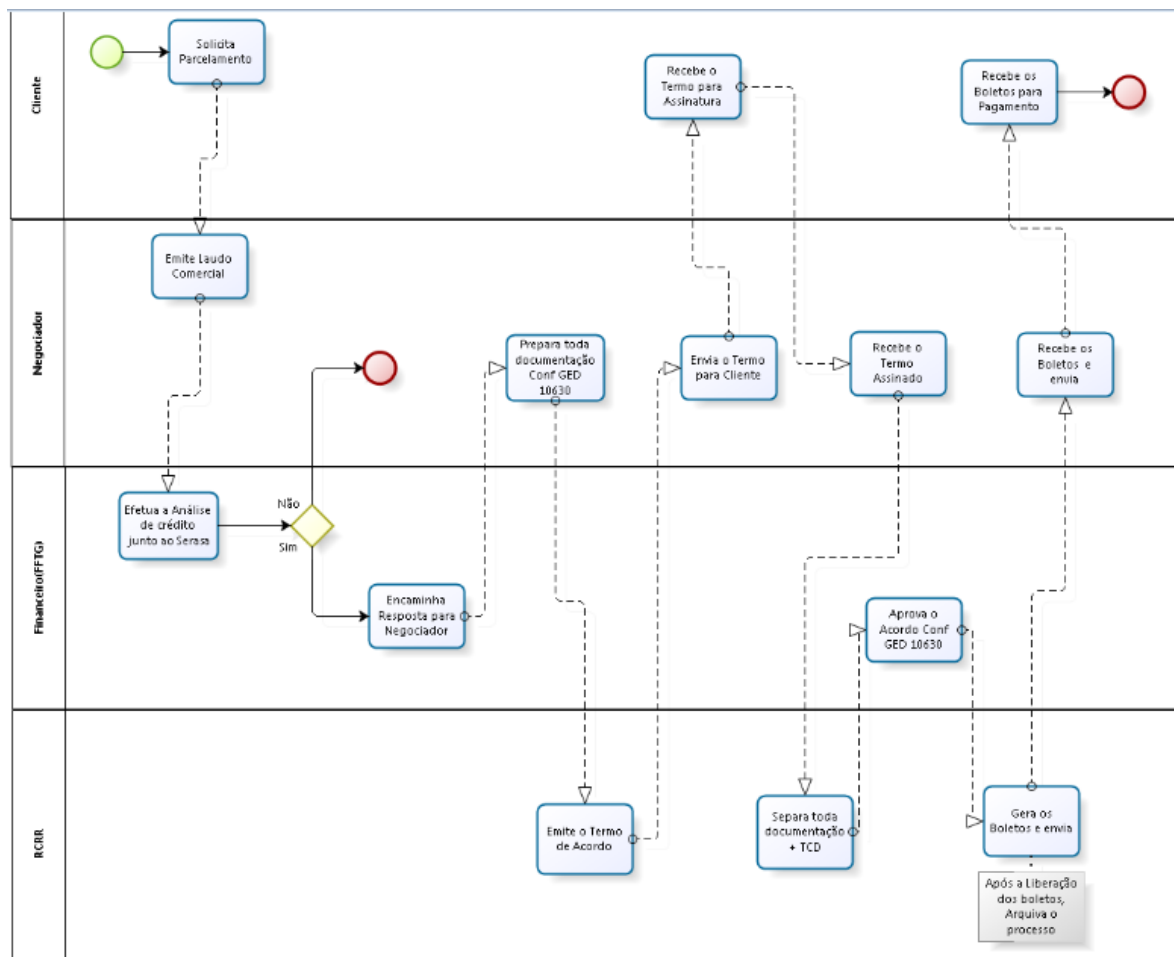 Cliente
Solicita
Parcelamento
Recebe o
Termo para
Assinatura
Recebe os
Boletos para
Pagamento
Negociador
Emite Laudo
Comercial
Prepara toda
documentação
Conf GED
10630
Envia o Termo
para Cliente
Recebe o
Termo
Assinado
Recebe os
Boletos e
envia
Financeiro(FFTG)
Efetua a Análise
de crédito
junto ao Serasa
Não
Sim
Encaminha
Resposta para
Negociador
Aprova o
Acordo Conf
GED 10630
RCRR
Emite o Termo
de Acordo
Separa toda
documentação
+ TCD
Gera os
Boletos e envia
Após a Liberação
dos boletos,
Arquiva o
processo